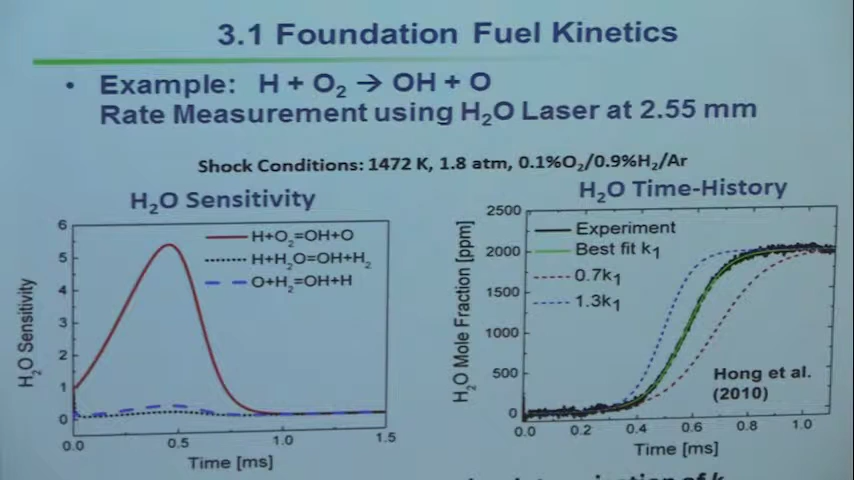 3.1 Foundation Fuel Kinetics
• Example: H + O₂ → OH + O
Rate Measurement using H₂O Laser at 2.55 mm
Shock Conditions: 1472 K, 1.8 atm, 0.1%O₂/0.9%H₂/Ar
H₂O Sensitivity
6
5
4
3
2
1
0
H₂O Sensitivity
H+O₂=OH+O
H+H₂O=OH+H₂
O+H₂=OH+H
0.0
0.5
1.0
1.5
Time [ms]
H₂O Time-History
2500
2000
1500
1000
500
0
H₂O Mole Fraction [ppm]
Experiment
Best fit k₁
0.7k₁
1.3k₁
Hong et al.
(2010)
0.0
0.2
0.4
0.6
0.8
1.0
Time [ms]